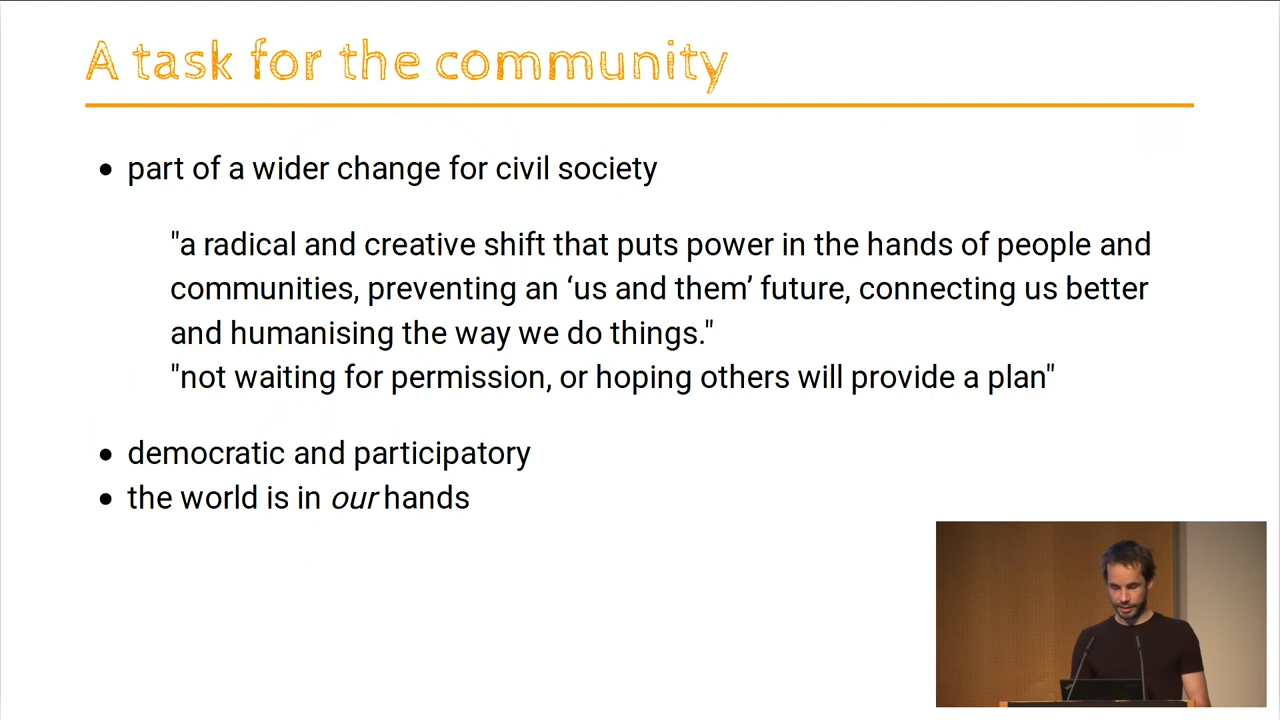 A task for the community
• part of a wider change for civil society
"a radical and creative shift that puts power in the hands of people and
communities, preventing an ‘us and them’ future, connecting us better
and humanising the way we do things."
"not waiting for permission, or hoping others will provide a plan"
• democratic and participatory
• the world is in our hands